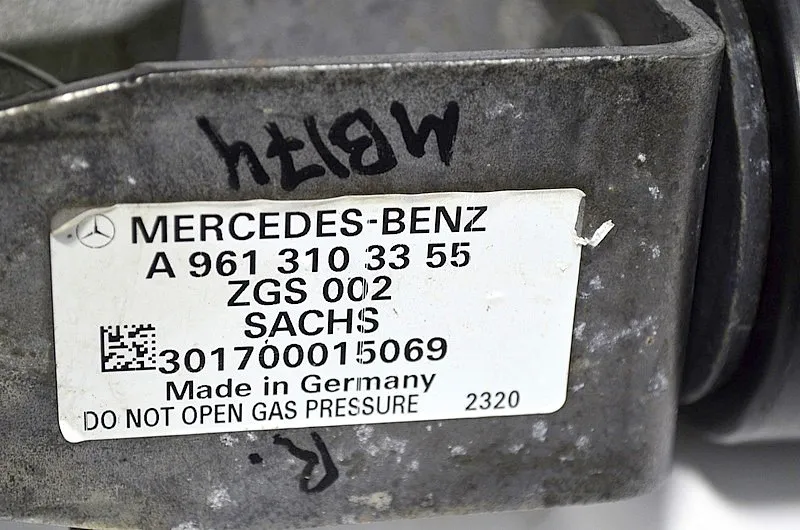 MB174
MERCEDES-BENZ
A 961 310 33 55
ZGS 002
SACHS
301700015069
Made in Germany
DO NOT OPEN GAS PRESSURE 2320
R.